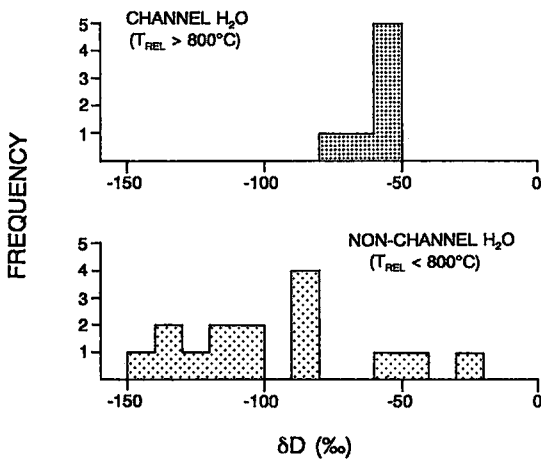 CHANNEL H₂O
(T_REL > 800°C)
5
4
3
2
1
-150 -100 -50 0
FREQUENCY
NON-CHANNEL H₂O
(T_REL < 800°C)
5
4
3
2
1
-150 -100 -50 0
δD (‰)